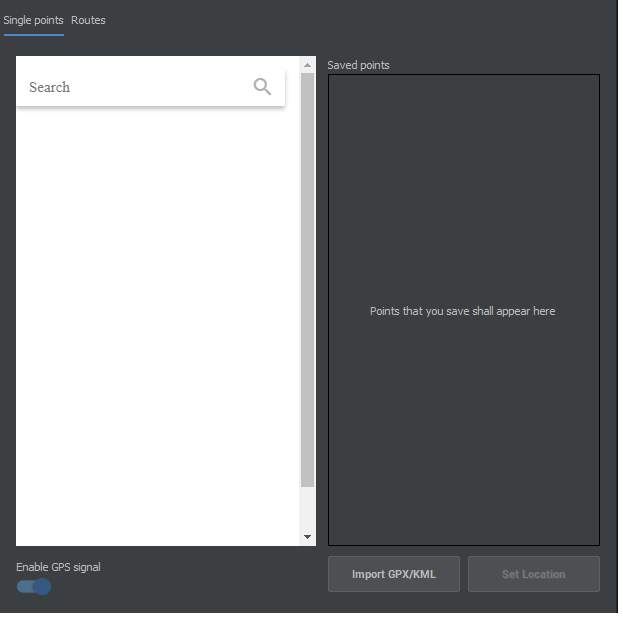 Single points Routes
Search
Saved points
Points that you save shall appear here
Enable GPS signal
Import GPX/KML
Set Location